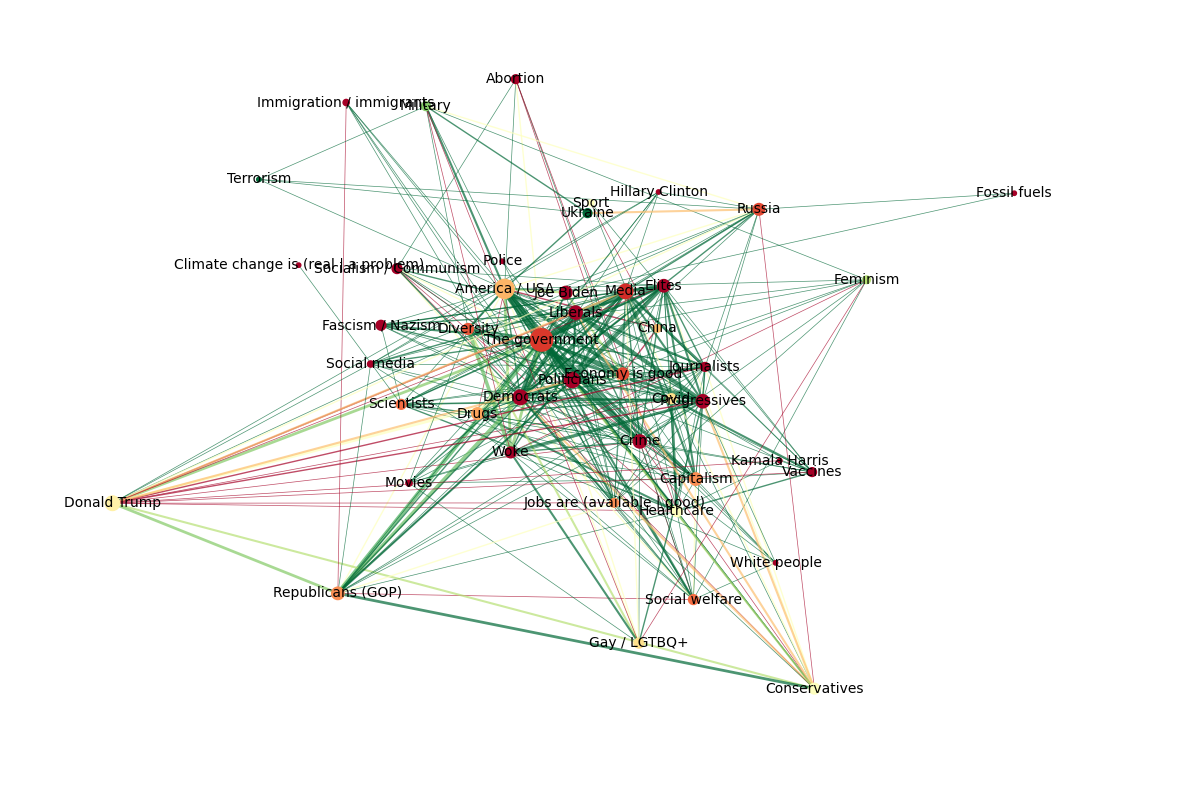 Abortion
Immigration / immigrants
Military
Terrorism
Hillary Clinton
Fossil fuels
Sport
Ukraine
Russia
Police
Climate change is (real | a problem)
Socialism / Communism
Feminism
America / USA
Joe Biden
Media
Elites
Liberals
Fascism / Nazism
Diversity
China
The government
Social media
Journalists
Economy is good
Politicians
Democrats
Scientists
Progressives
Drugs
Crime
Woke
Kamala Harris
Vaccines
Movies
Capitalism
Donald Trump
Jobs are (available | good)
Healthcare
White people
Republicans (GOP)
Social welfare
Gay / LGTBQ+
Conservatives